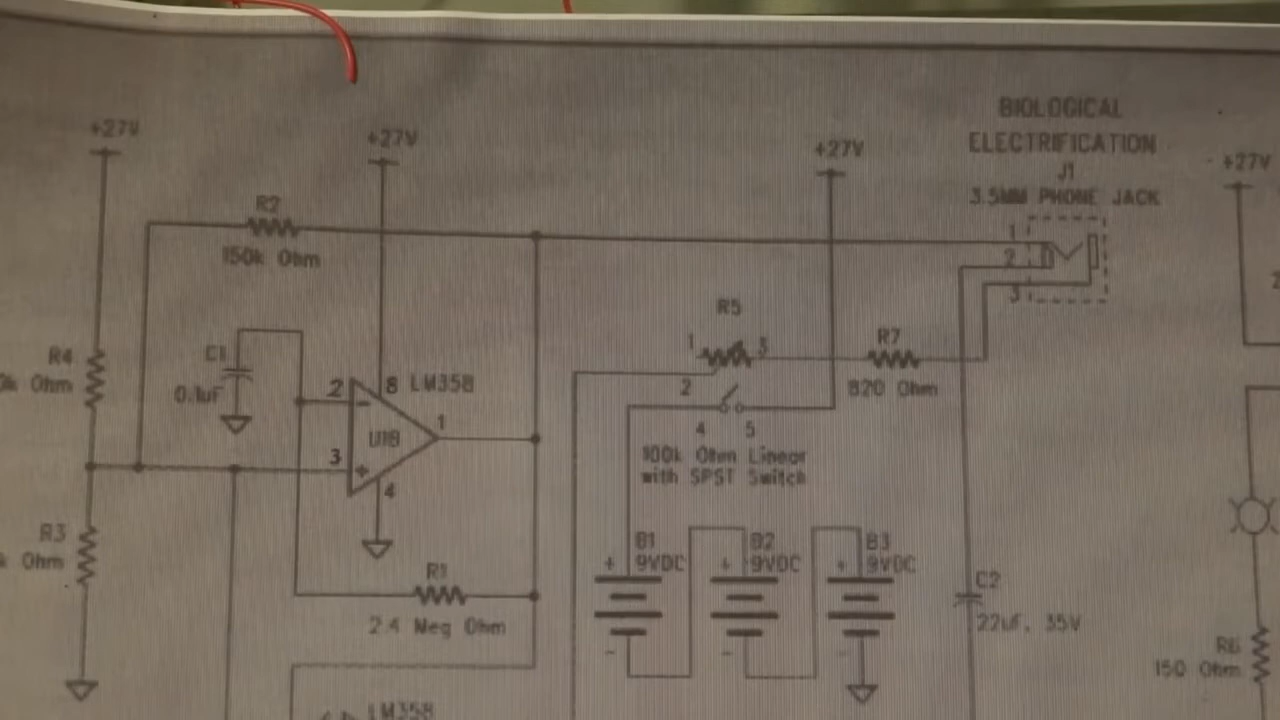 BIOLOGICAL
ELECTRIFICATION
J1
3.5MM PHONE JACK
+27V
+27V
+27V
+27V
R2
150k Ohm
1
2
3
R5
1
3
2
R7
820 Ohm
R4
k Ohm
C1
0.1uF
2
8
LM358
U1B
1
3
4
4
5
100k Ohm Linear
with SPST Switch
R3
k Ohm
R1
2.4 Meg Ohm
B1
+ 9VDC
-
B2
+ 9VDC
-
B3
+ 9VDC
-
C2
22uF, 35V
R6
150 Ohm
LM358